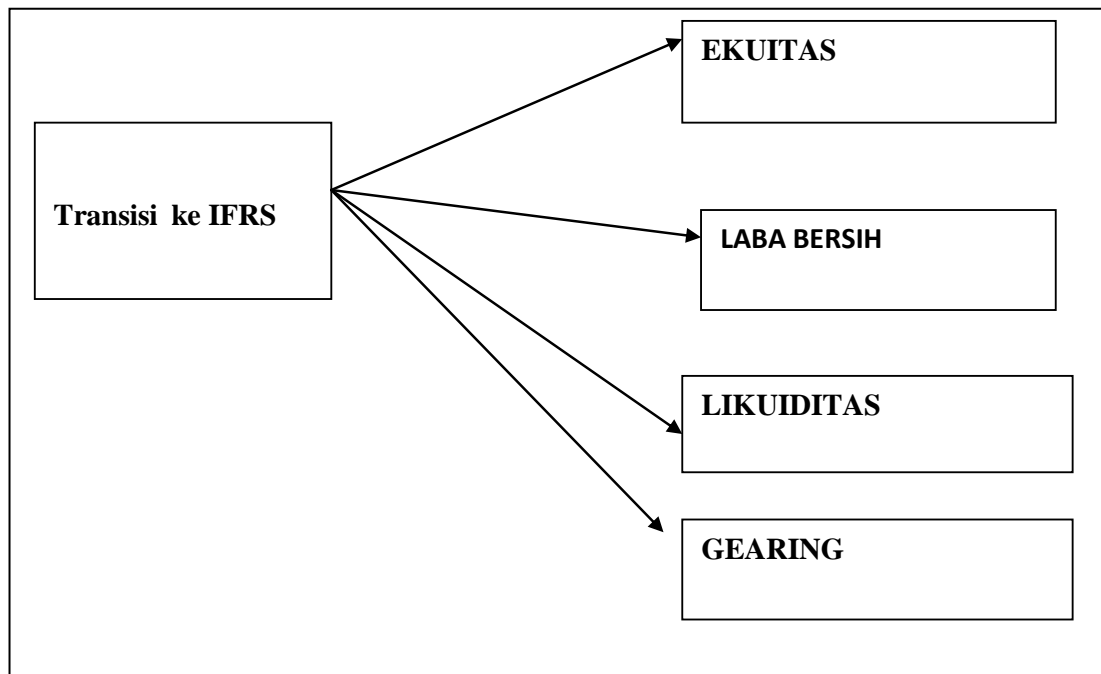 EKUITAS
Transisi ke IFRS
LABA BERSIH
LIKUIDITAS
GEARING